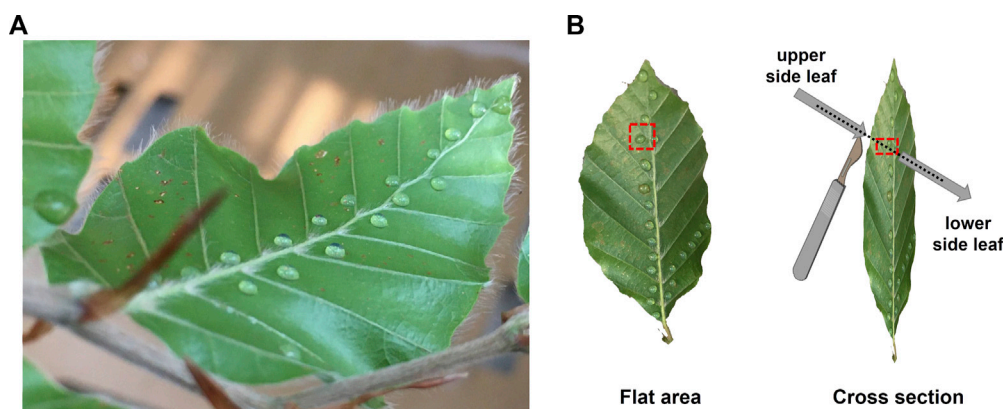 A
B
upper
side leaf
lower
side leaf
Flat area
Cross section